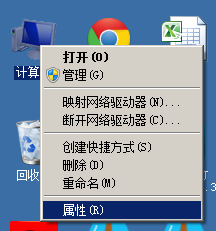 打开(O)
计算
管理(G)
映射网络驱动器(N)...
断开网络驱动器(C)...
创建快捷方式(S)
回收
删除(D)
重命名(M)
属性(R)